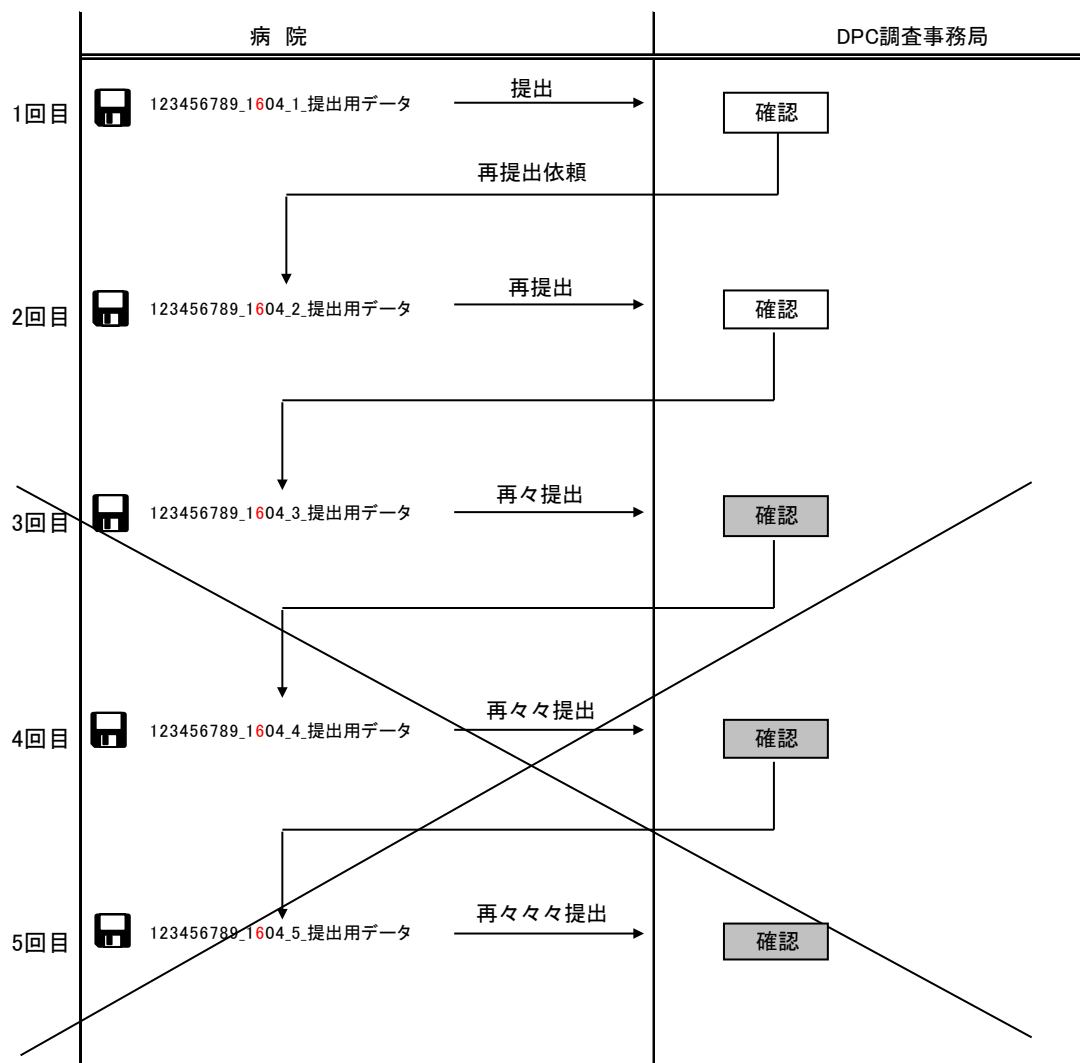 病 院
DPC調査事務局
1回目
123456789_1604_1_提出用データ
提出
確認
再提出依頼
2回目
123456789_1604_2_提出用データ
再提出
確認
3回目
123456789_1604_3_提出用データ
再々提出
確認
4回目
123456789_1604_4_提出用データ
再々々提出
確認
5回目
123456789_1604_5_提出用データ
再々々々提出
確認